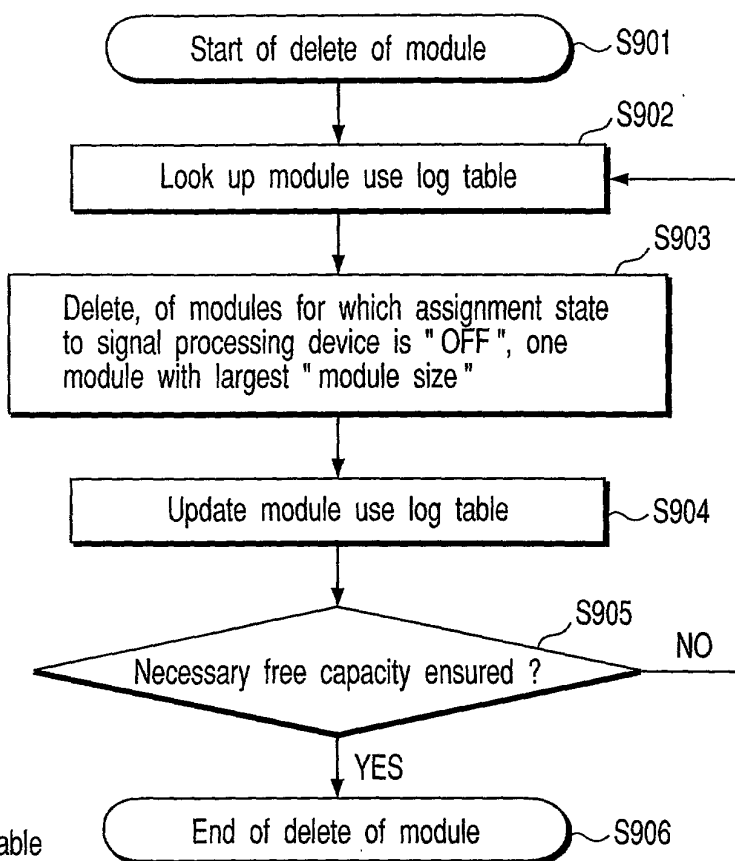 Start of delete of module
S901
S902
Look up module use log table
S903
Delete, of modules for which assignment state
to signal processing device is "OFF", one
module with largest "module size"
Update module use log table
S904
S905
Necessary free capacity ensured ?
NO
YES
End of delete of module
S906
able